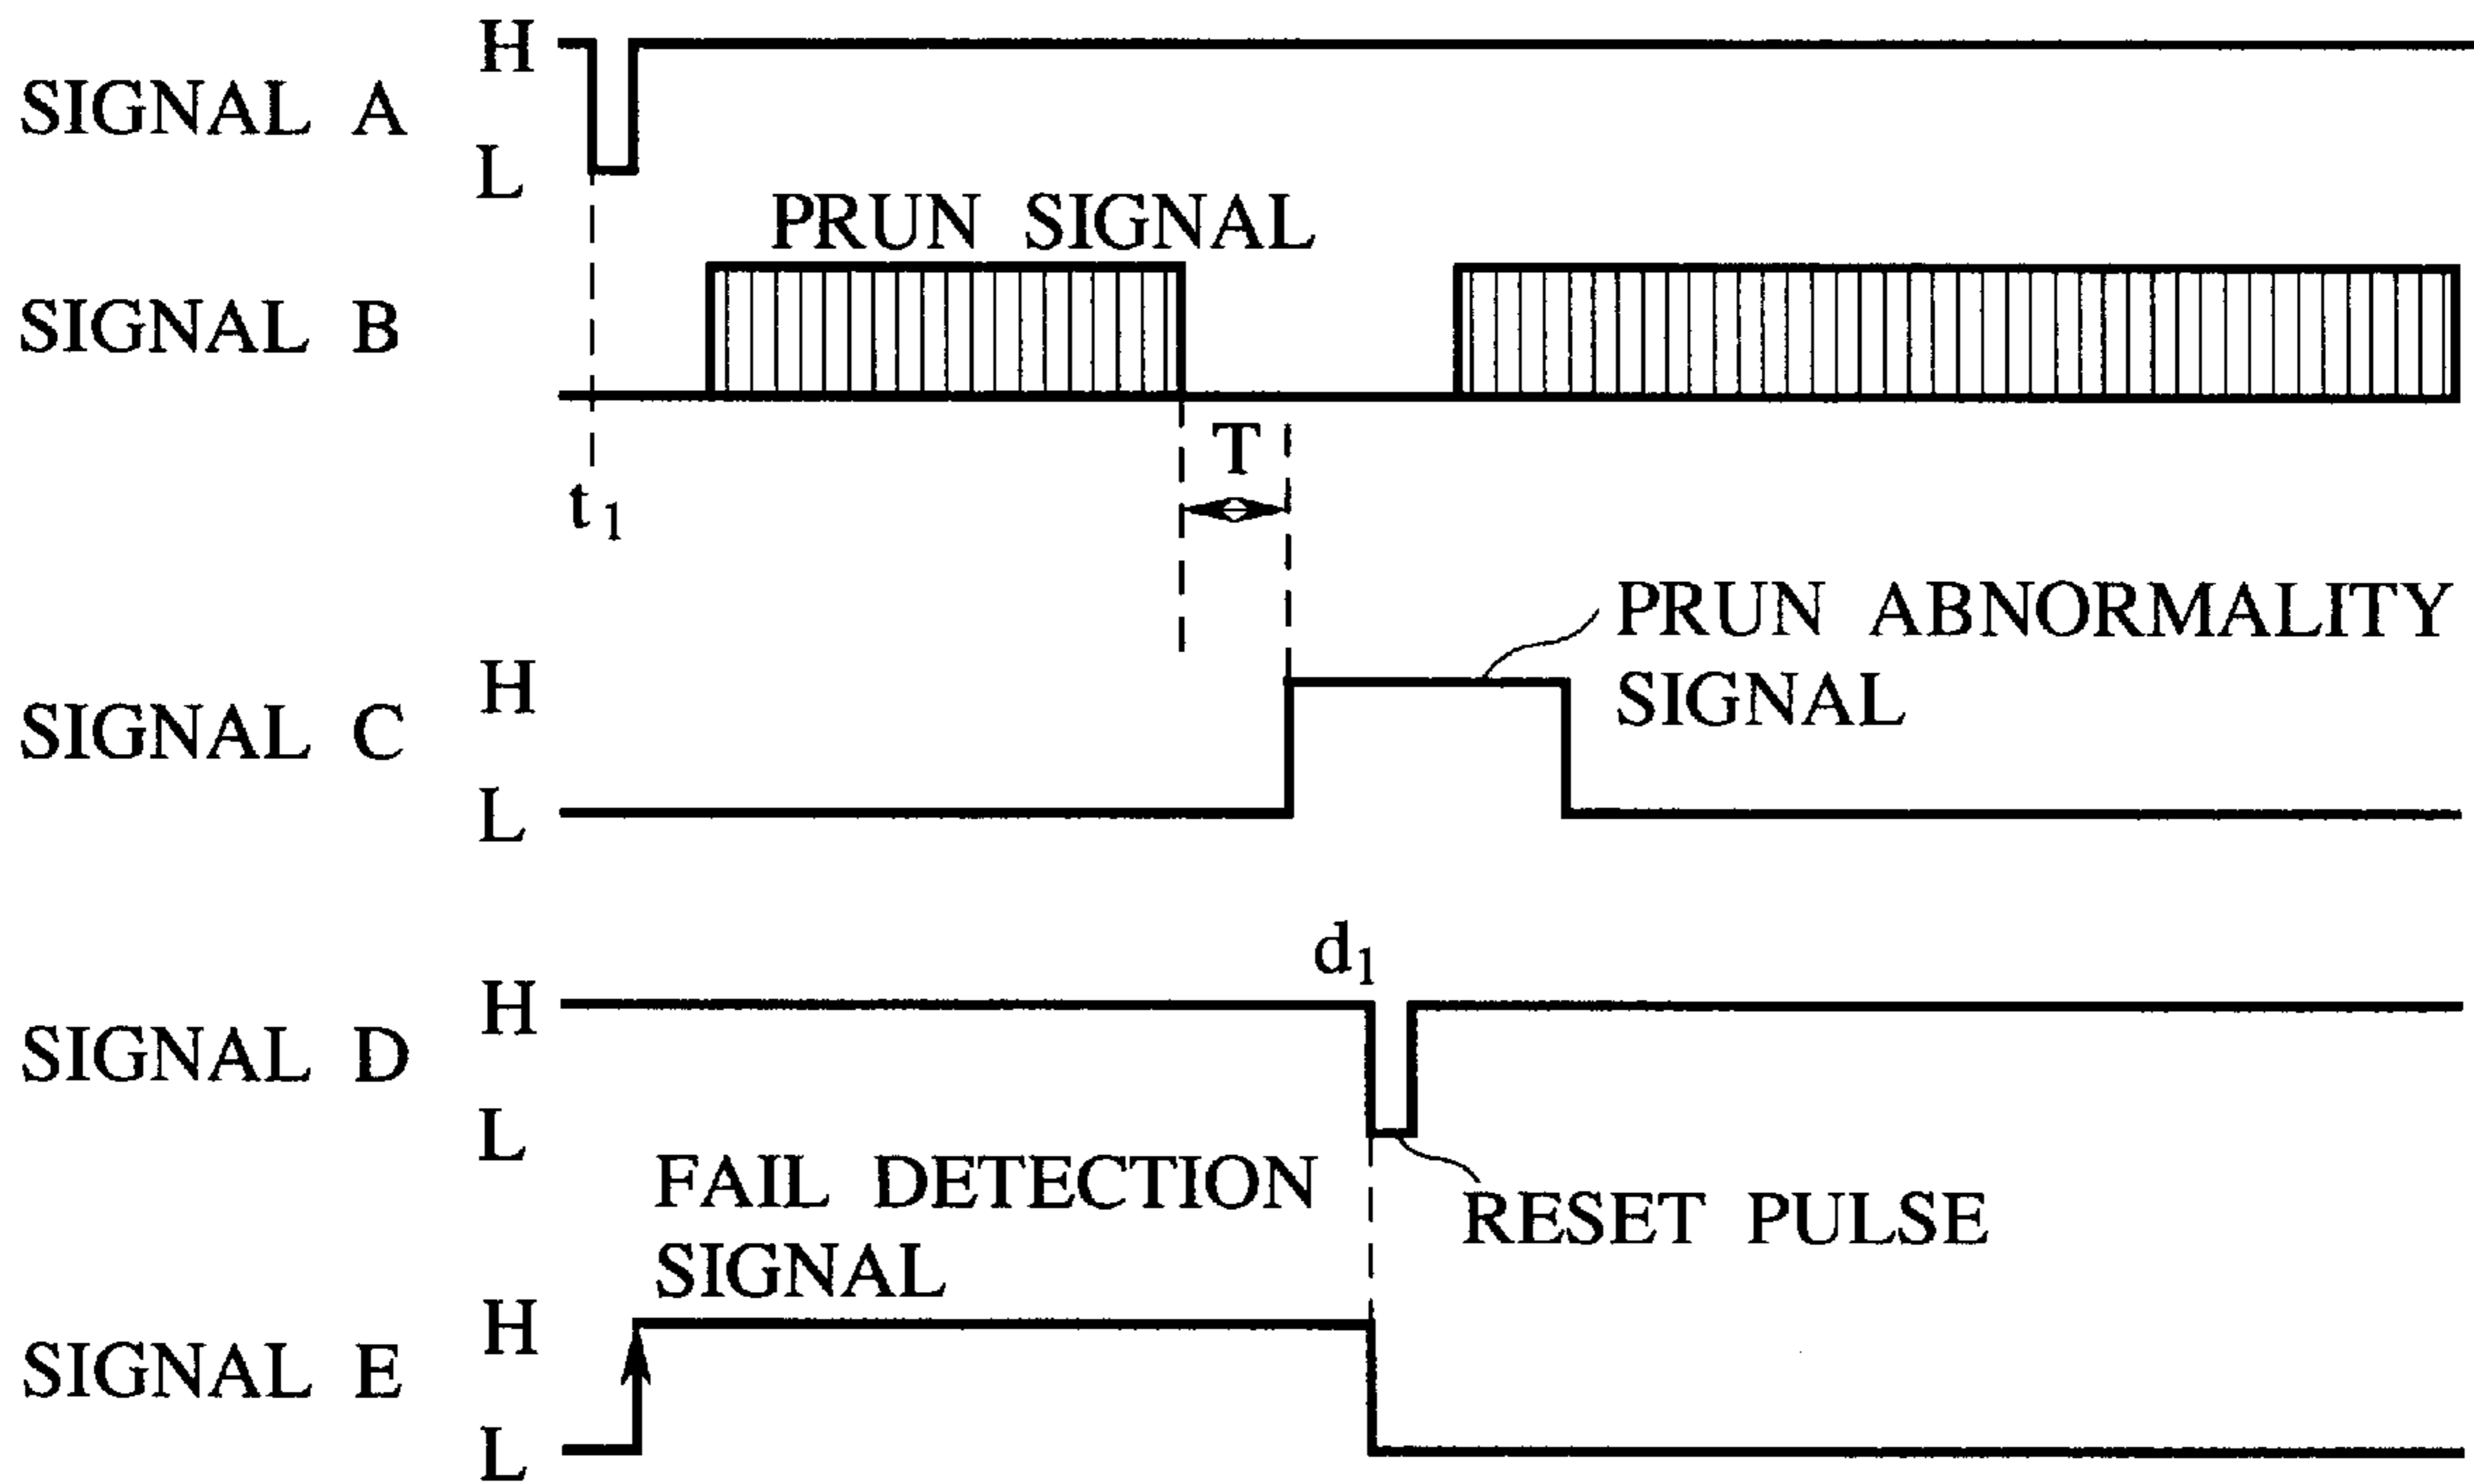 H
SIGNAL A
L
PRUN SIGNAL
SIGNAL B
T
t1
PRUN ABNORMALITY
SIGNAL
H
SIGNAL C
L
d1
H
SIGNAL D
L
FAIL DETECTION
SIGNAL
RESET PULSE
H
SIGNAL E
L